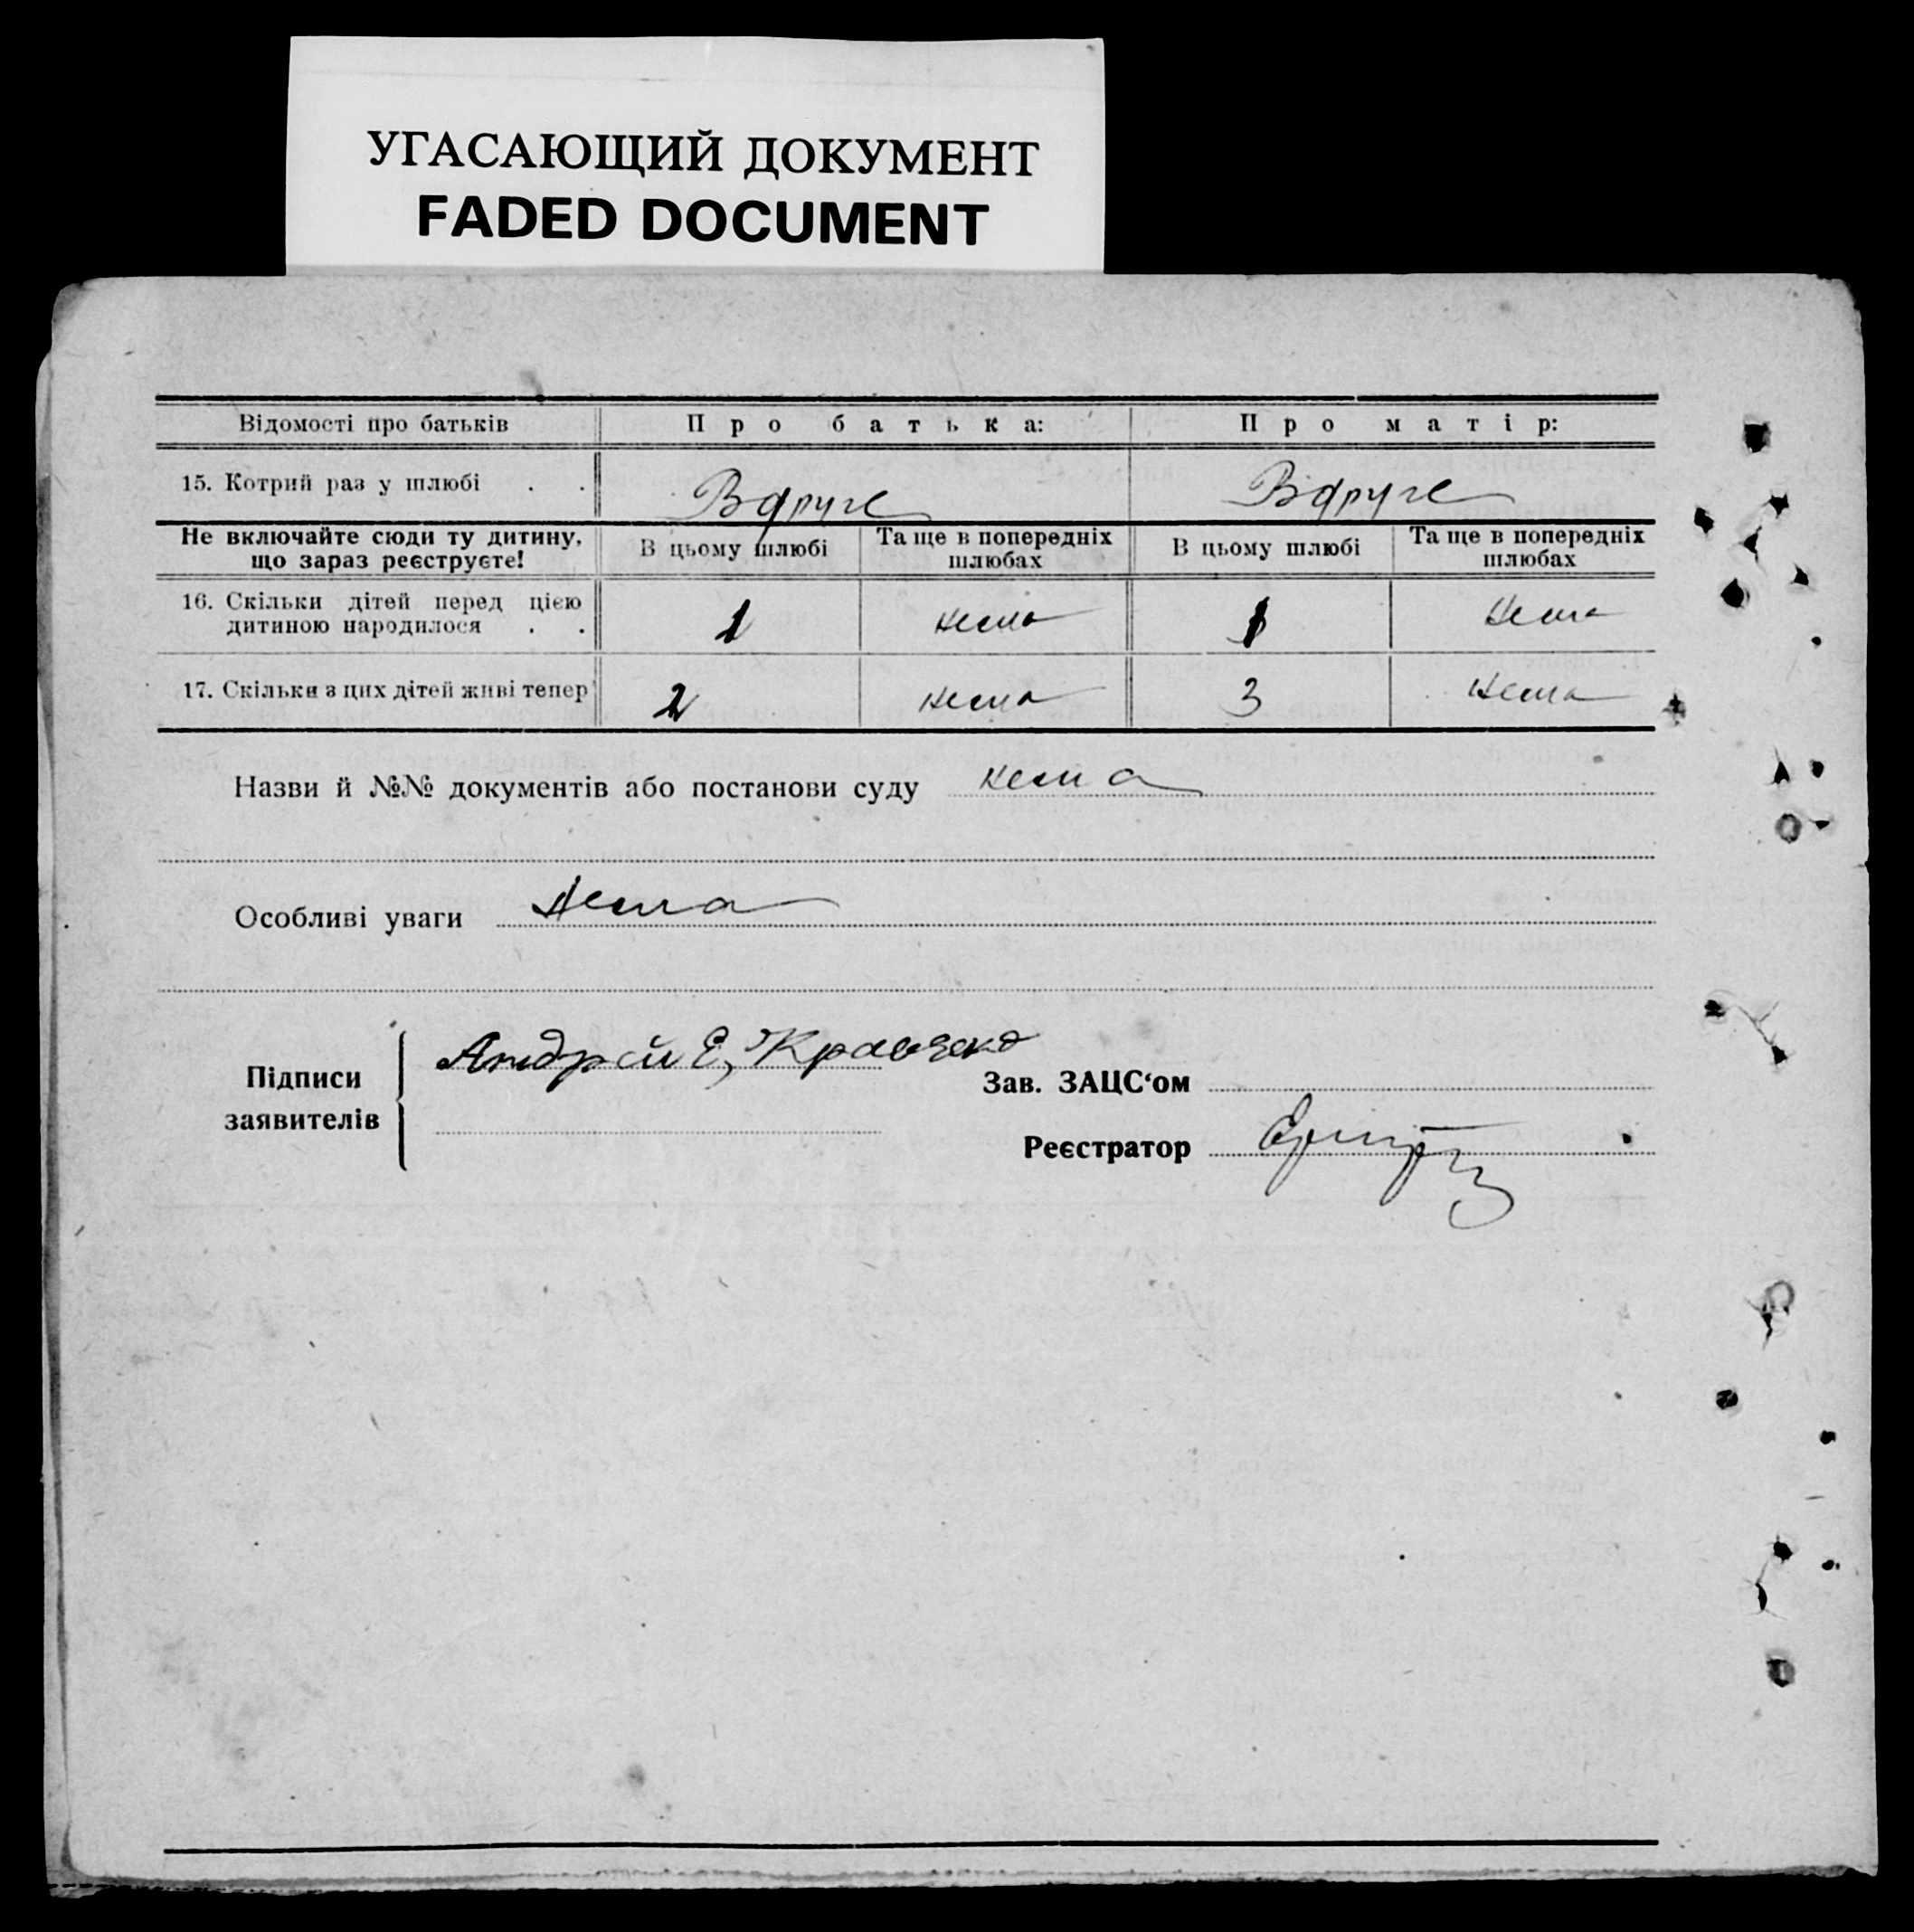 УГАСАЮЩИЙ ДОКУМЕНТ
FADED DOCUMENT
Відомості про батьків Про батька: Про матір:
15. Котрий раз у шлюбі . . Вдруге Вдруге
Не включайте сюди ту дитину, що зараз реєструєте! В цьому шлюбі Та ще в попередніх шлюбах В цьому шлюбі Та ще в попередніх шлюбах
16. Скільки дітей перед цією дитиною народилося . . 1 нема нема
17. Скільки з цих дітей живі тепер 2 нема 3 нема
Назви й №№ документів або постанови суду нема
Особливі уваги нема
Підписи заявителів Андрей Е, Кравченко
Зав. ЗАЦС‘ом
Реєстратор